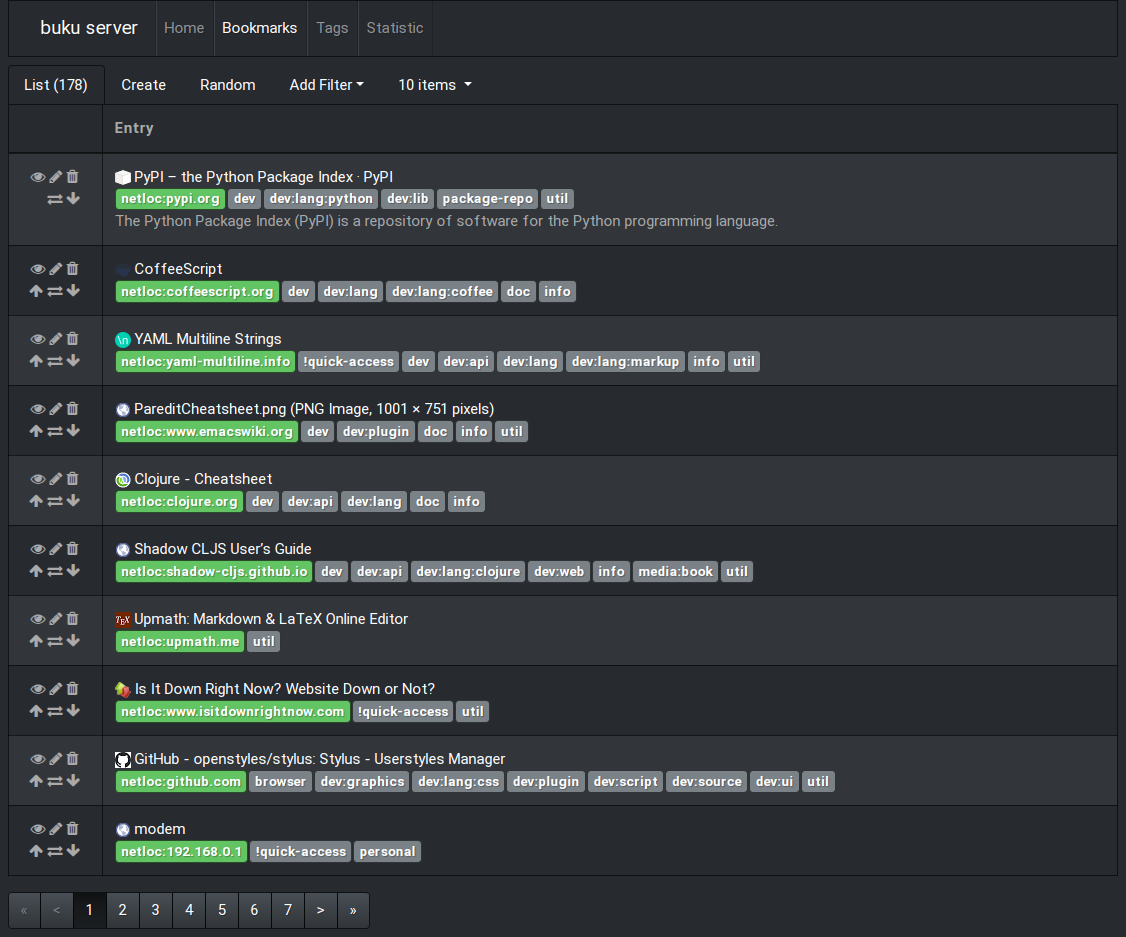 buku server Home Bookmarks Tags Statistic
List (178) Create Random Add Filter 10 items
Entry
PyPI – the Python Package Index · PyPI
netloc:pypi.org dev dev:lang:python dev:lib package-repo util
The Python Package Index (PyPI) is a repository of software for the Python programming language.
CoffeeScript
netloc:coffeescript.org dev dev:lang dev:lang:coffee doc info
\n YAML Multiline Strings
netloc:yaml-multiline.info !quick-access dev dev:api dev:lang dev:lang:markup info util
PareditCheatsheet.png (PNG Image, 1001 × 751 pixels)
netloc:www.emacswiki.org dev dev:plugin doc info util
Clojure - Cheatsheet
netloc:clojure.org dev dev:api dev:lang doc info
Shadow CLJS User’s Guide
netloc:shadow-cljs.github.io dev dev:api dev:lang:clojure dev:web info media:book util
TEX Upmath: Markdown & LaTeX Online Editor
netloc:upmath.me util
Is It Down Right Now? Website Down or Not?
netloc:www.isitdownrightnow.com !quick-access util
GitHub - openstyles/stylus: Stylus - Userstyles Manager
netloc:github.com browser dev:graphics dev:lang:css dev:plugin dev:script dev:source dev:ui util
modem
netloc:192.168.0.1 !quick-access personal
« < 1 2 3 4 5 6 7 > »